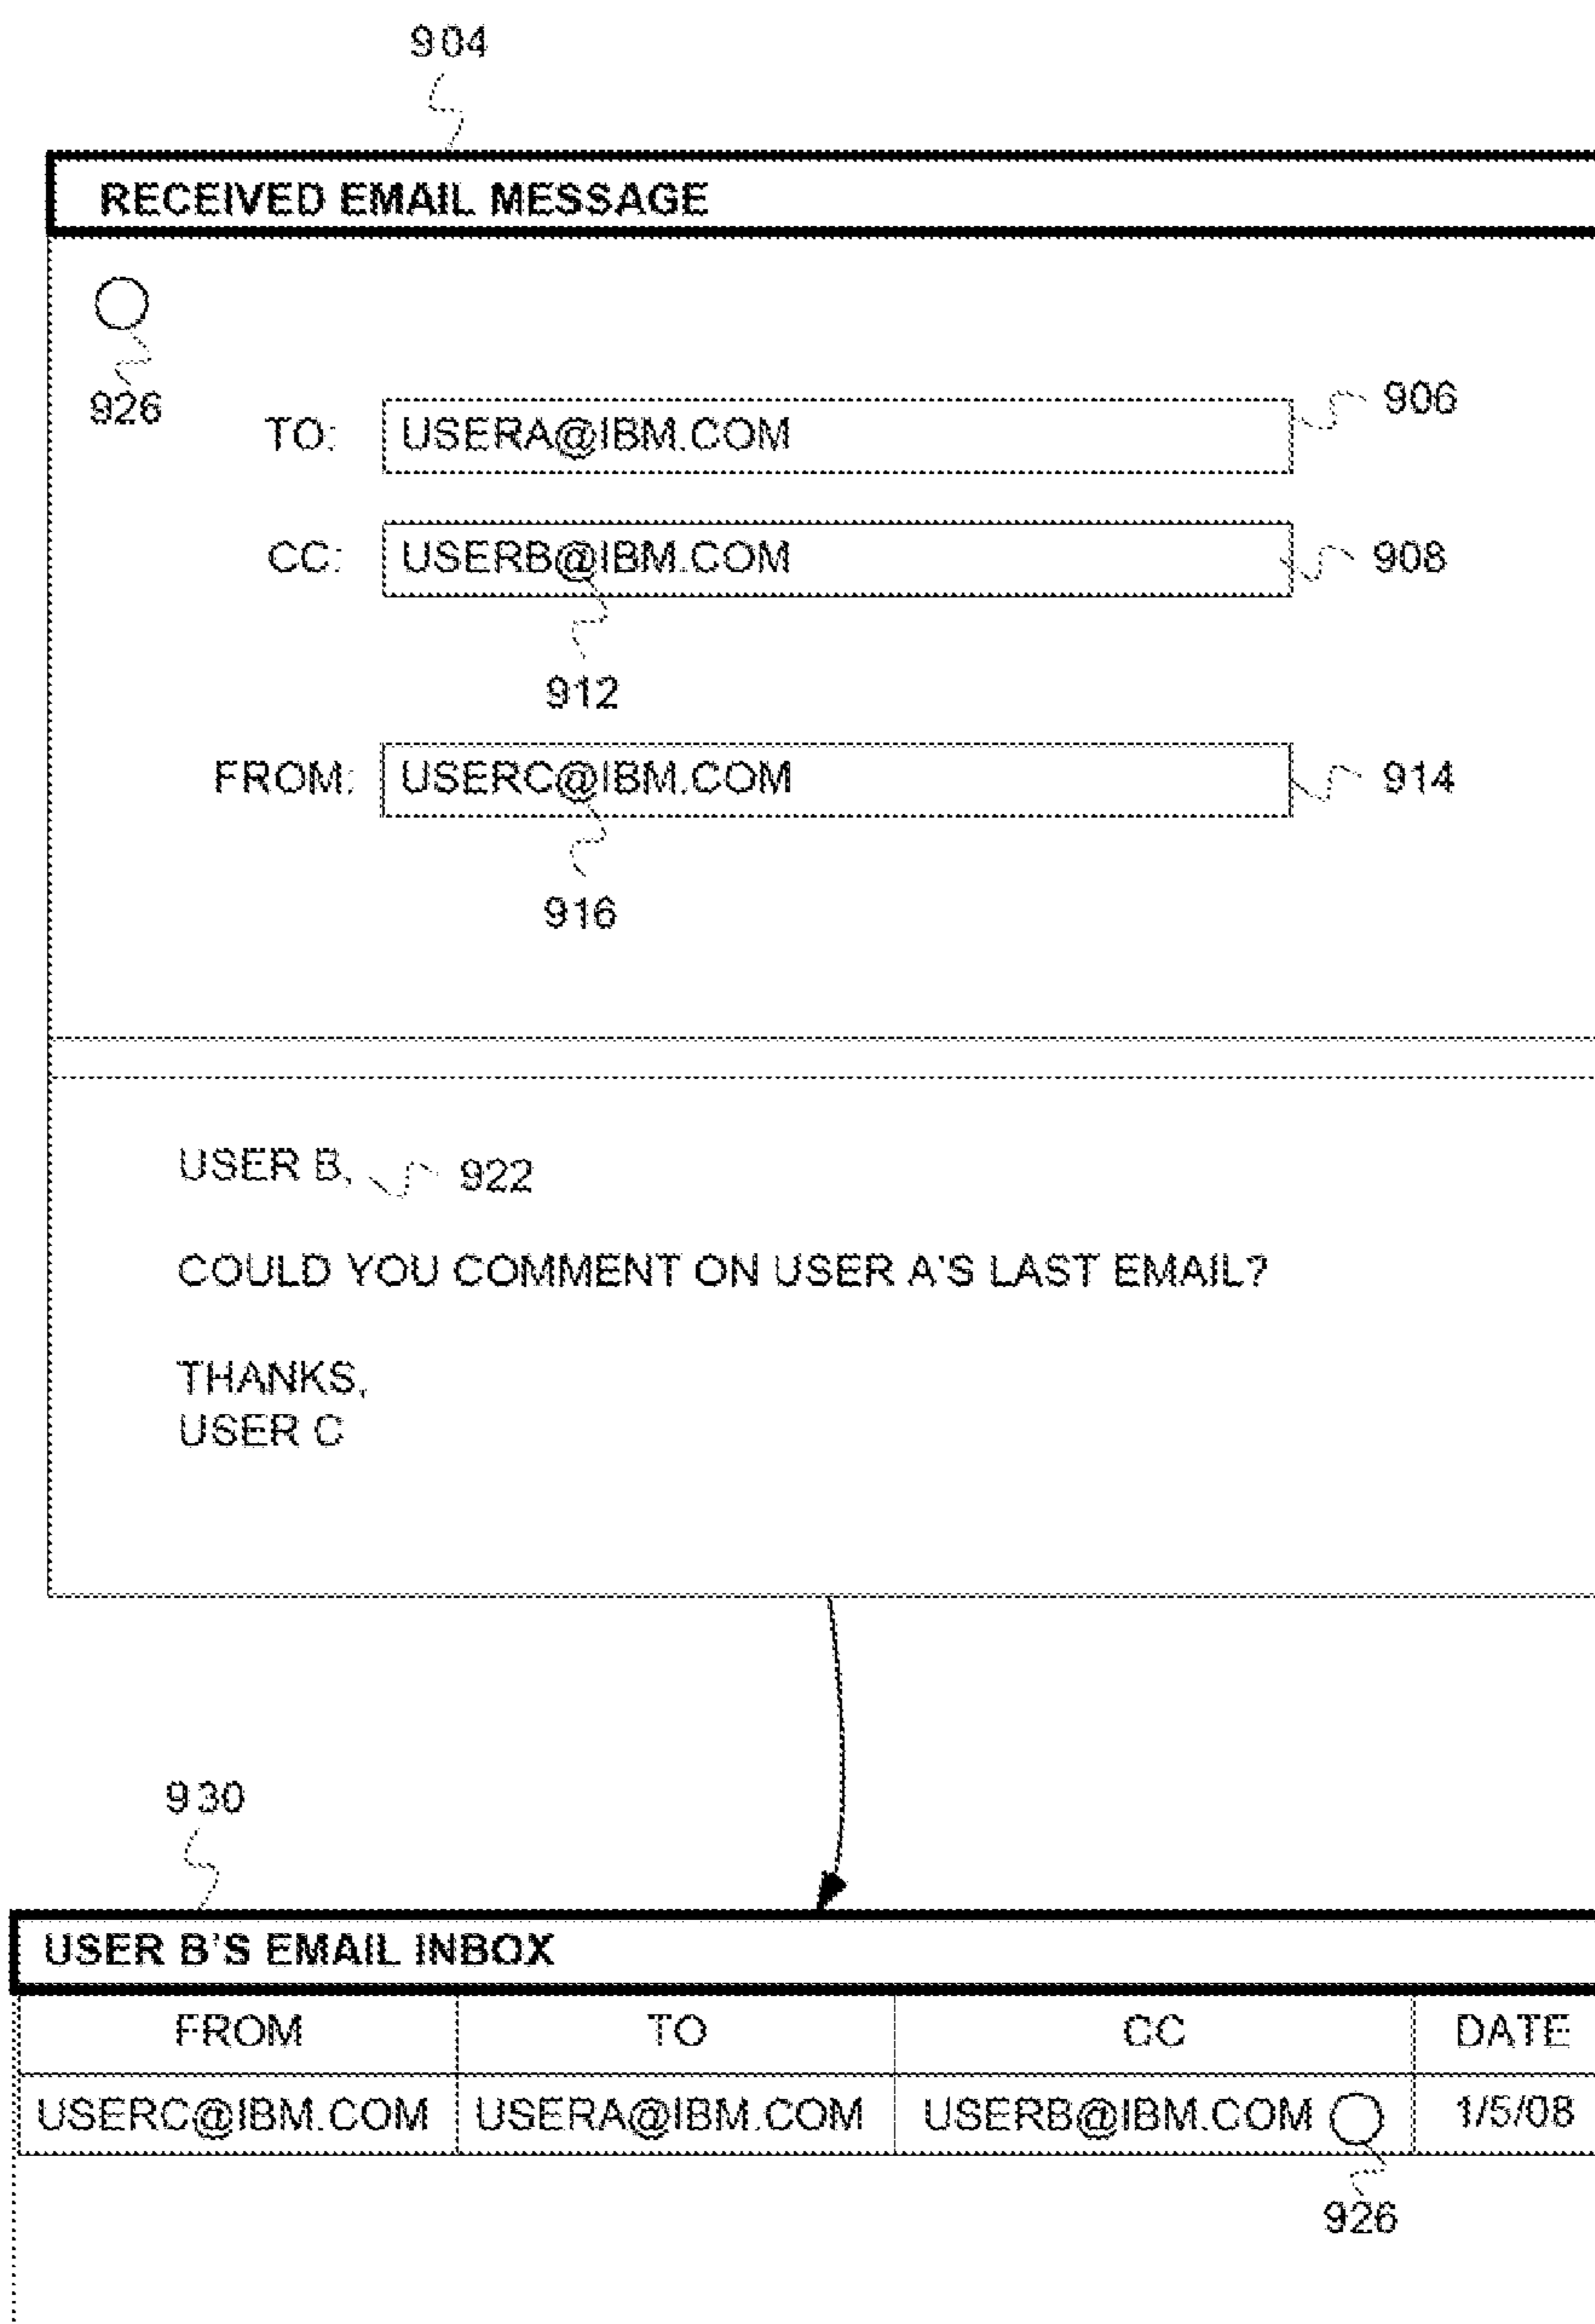 904
RECEIVED EMAIL MESSAGE
926
TO: USERA@IBM.COM 906
CC: USERB@IBM.COM 908
912
FROM: USERC@IBM.COM 914
916
USER B, 922
COULD YOU COMMENT ON USER A'S LAST EMAIL?
THANKS,
USER C
930
USER B'S EMAIL INBOX
FROM TO CC DATE
USERC@IBM.COM USERA@IBM.COM USERB@IBM.COM 1/5/08
926